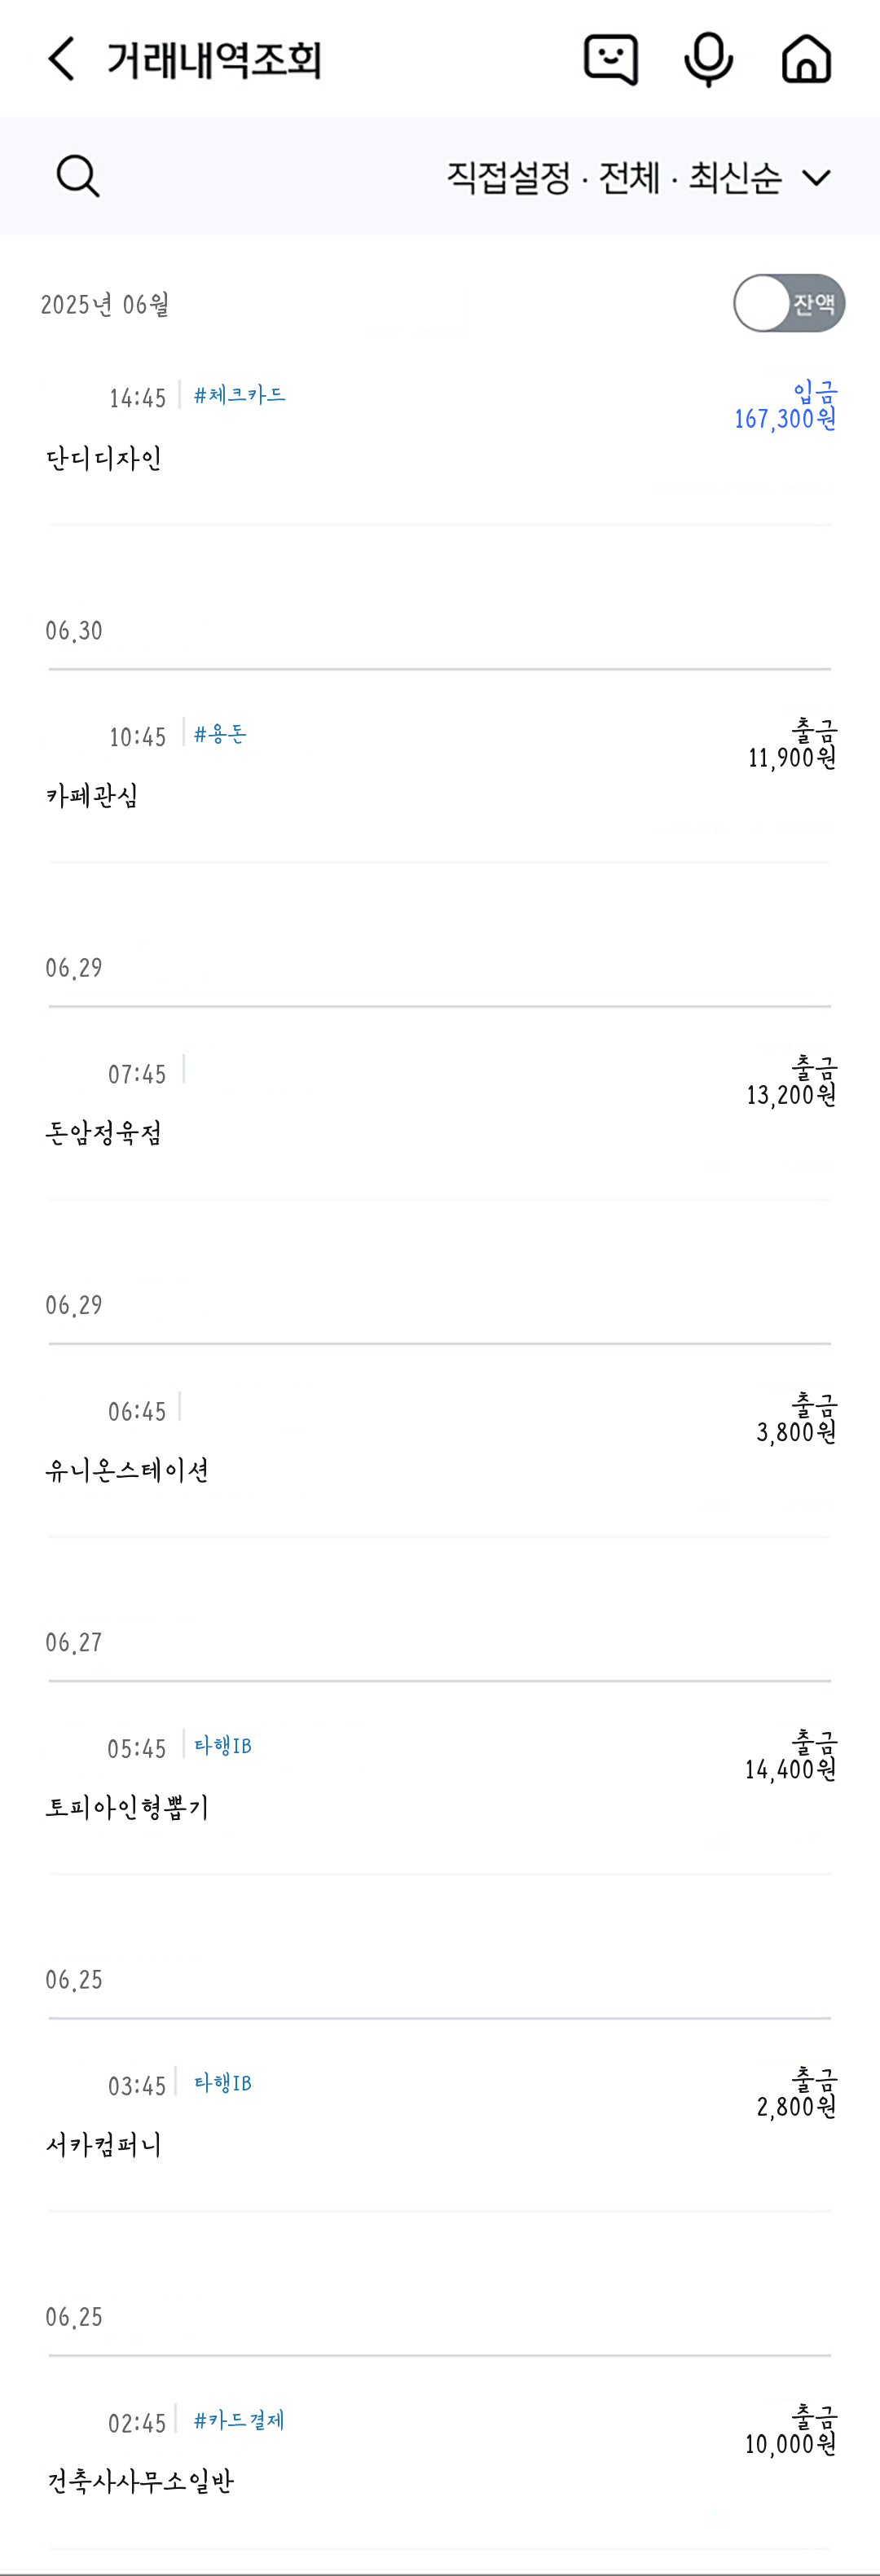 거래내역조회
직접설정 · 전체 · 최신순
2025년 06월 잔액
14:45 #체크카드 입금
167,300원
단디디자인
06.30
10:45 #용돈 출금
11,900원
카페관심
06.29
07:45 출금
13,200원
돈암정육점
06.29
06:45 출금
3,800원
유니온스테이션
06.27
05:45 타행IB 출금
14,400원
토피아인형뽑기
06.25
03:45 타행IB 출금
2,800원
서카컴퍼니
06.25
02:45 #카드결제 출금
10,000원
건축사사무소일반